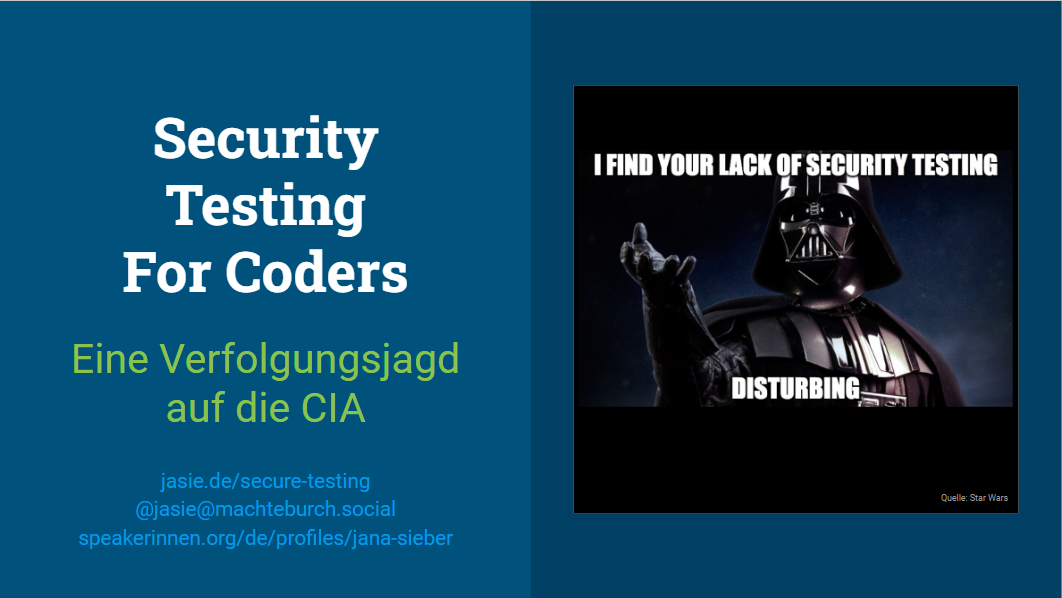 Security
Testing
For Coders
Eine Verfolgungsjagd
auf die CIA
jasie.de/secure-testing
@jasie@machteburch.social
speakerinnen.org/de/profiles/jana-sieber
I FIND YOUR LACK OF SECURITY TESTING
DISTURBING
Quelle: Star Wars